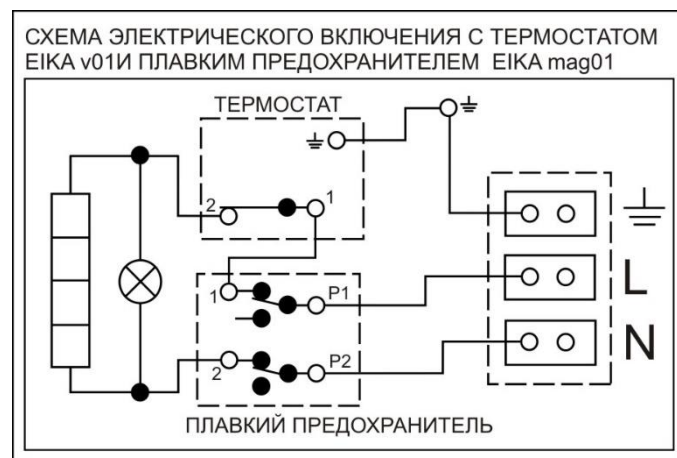 СХЕМА ЭЛЕКТРИЧЕСКОГО ВКЛЮЧЕНИЯ С ТЕРМОСТАТОМ
EIKA v01И ПЛАВКИМ ПРЕДОХРАНИТЕЛЕМ EIKA mag01
ТЕРМОСТАТ
2
1
1
P1
L
2
P2
N
ПЛАВКИЙ ПРЕДОХРАНИТЕЛЬ